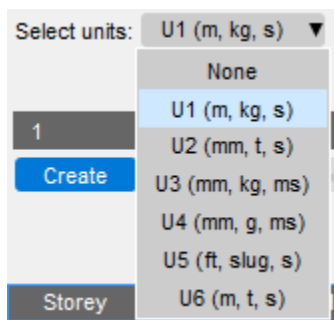 Select units: U1 (m, kg, s) ▼
None
U1 (m, kg, s)
1
U2 (mm, t, s)
Create U3 (mm, kg, ms)
U4 (mm, g, ms)
U5 (ft, slug, s)
Storey U6 (m, t, s)